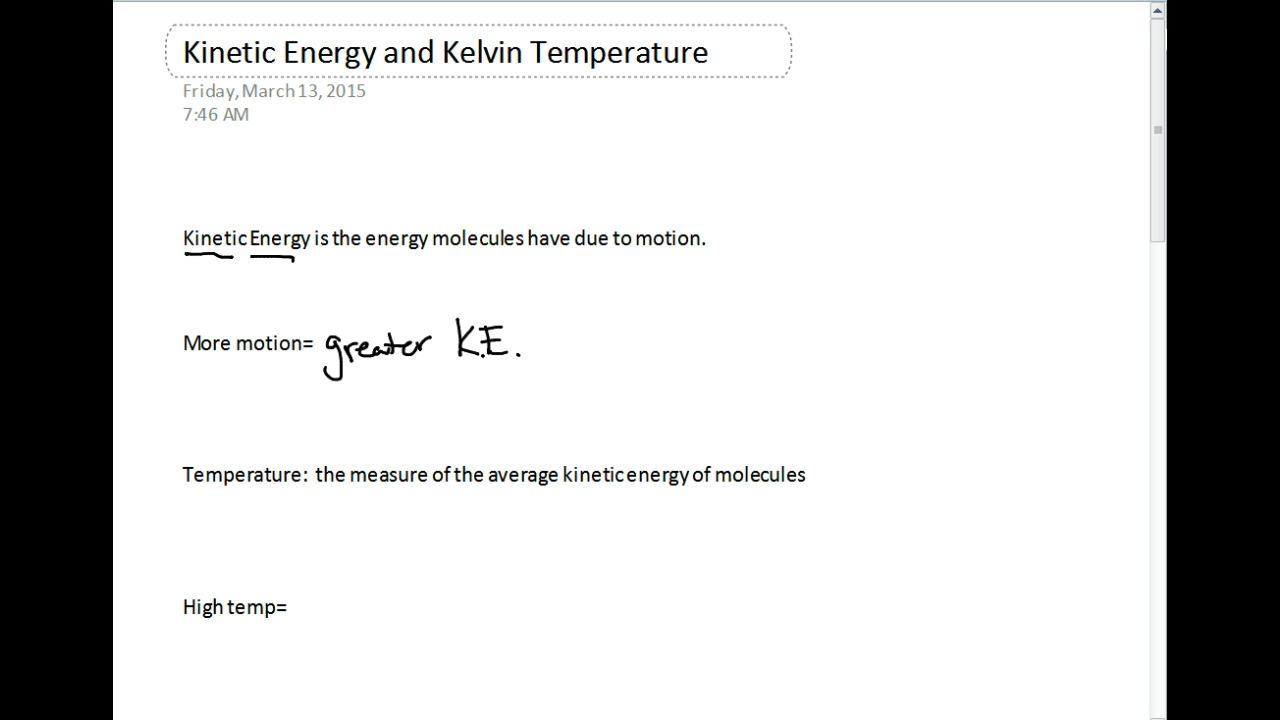 Kinetic Energy and Kelvin Temperature
Friday, March 13, 2015
7:46 AM
Kinetic Energy is the energy molecules have due to motion.
More motion= greater K.E.
Temperature: the measure of the average kinetic energy of molecules
High temp=